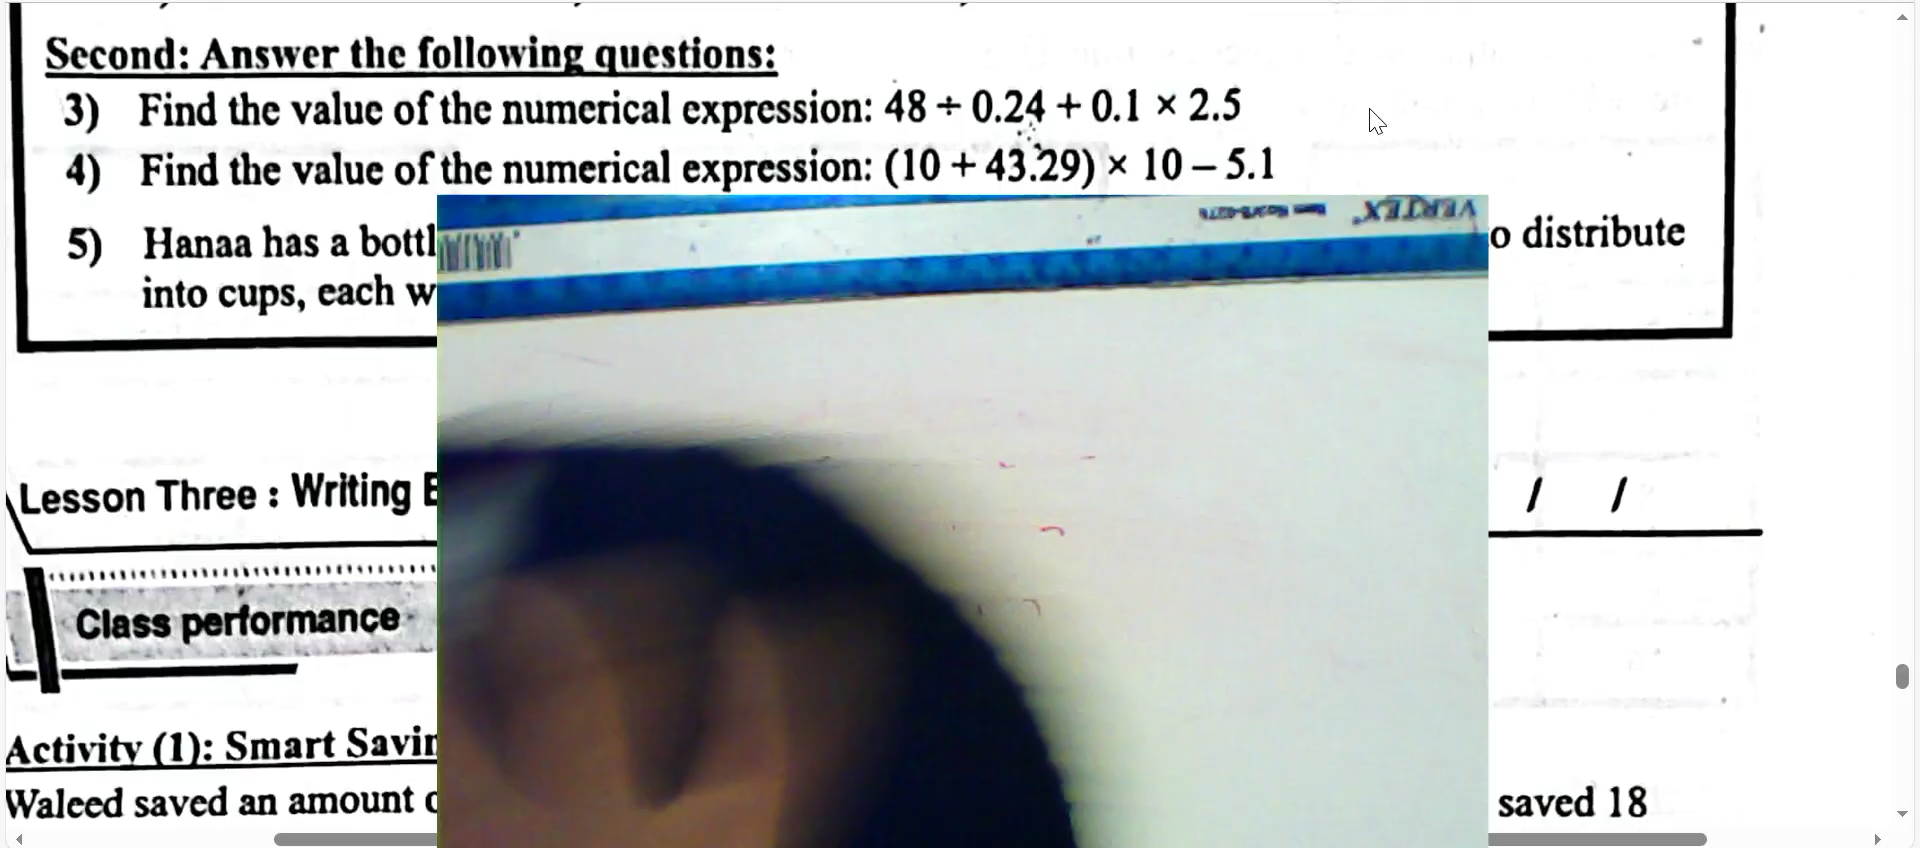 Second: Answer the following questions:
3) Find the value of the numerical expression: 48 ÷ 0.24 + 0.1 × 2.5
4) Find the value of the numerical expression: (10 + 43.29) × 10 – 5.1
VERTEX
5) Hanaa has a bottl o distribute
into cups, each w
Lesson Three : Writing E / /
Class performance
Activity (1): Smart Savin
Waleed saved an amount o saved 18